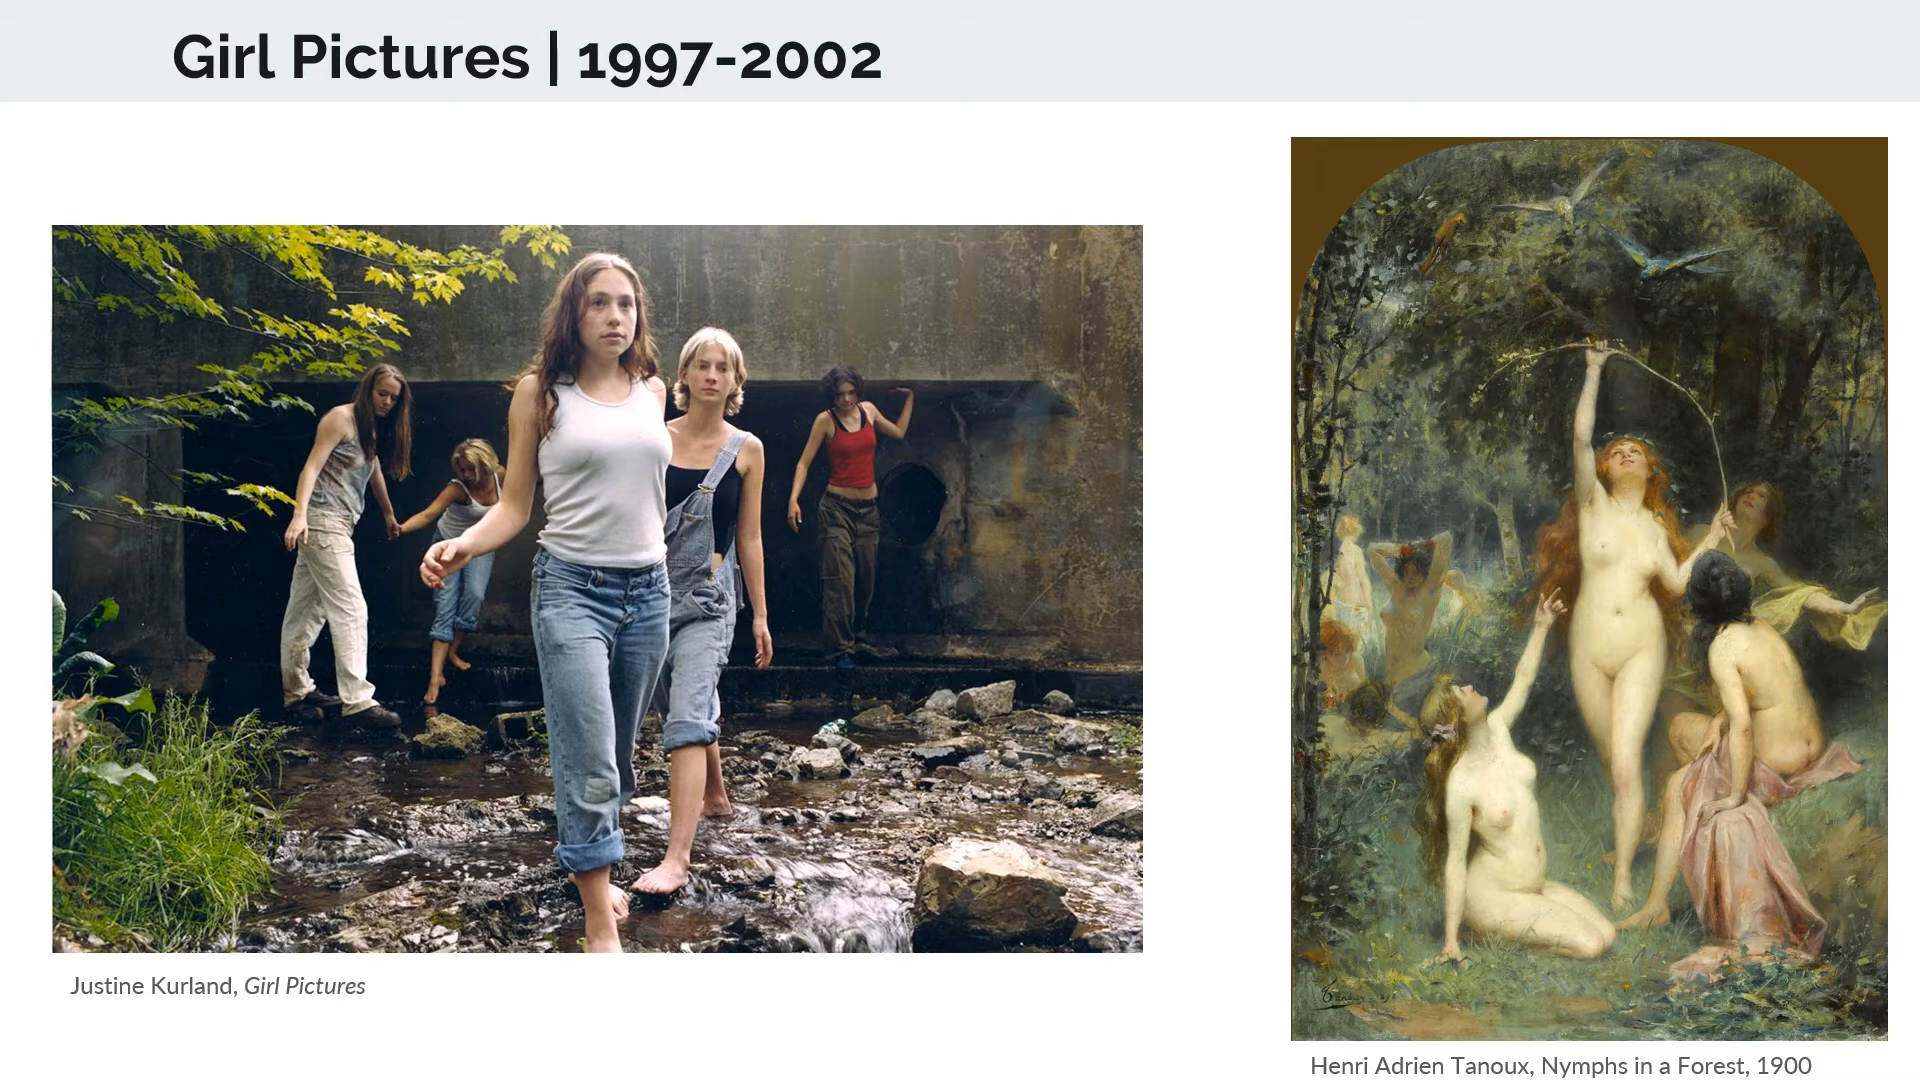 Girl Pictures | 1997-2002
Justine Kurland, Girl Pictures
Henri Adrien Tanoux, Nymphs in a Forest, 1900